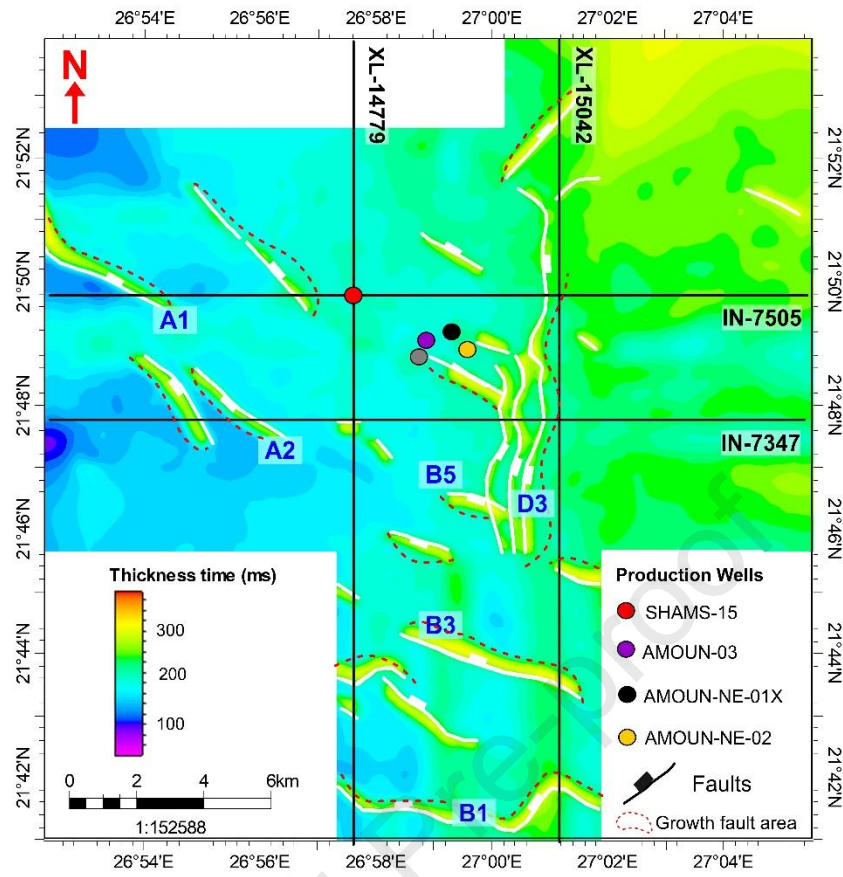 26°54'E 26°56'E 26°58'E 27°00'E 27°02'E 27°04'E
N
XL-14779
XL-15042
21°52'N 21°52'N
21°50'N 21°50'N
A1
IN-7505
21°48'N 21°48'N
A2
IN-7347
B5
D3
21°46'N 21°46'N
Thickness time (ms)
300
200
100
Production Wells
SHAMS-15
AMOUN-03
AMOUN-NE-01X
AMOUN-NE-02
Faults
Growth fault area
B3
21°44'N 21°44'N
21°42'N 21°42'N
B1
0 2 4 6km
1:152588
26°54'E 26°56'E 26°58'E 27°00'E 27°02'E 27°04'E
pre-proof